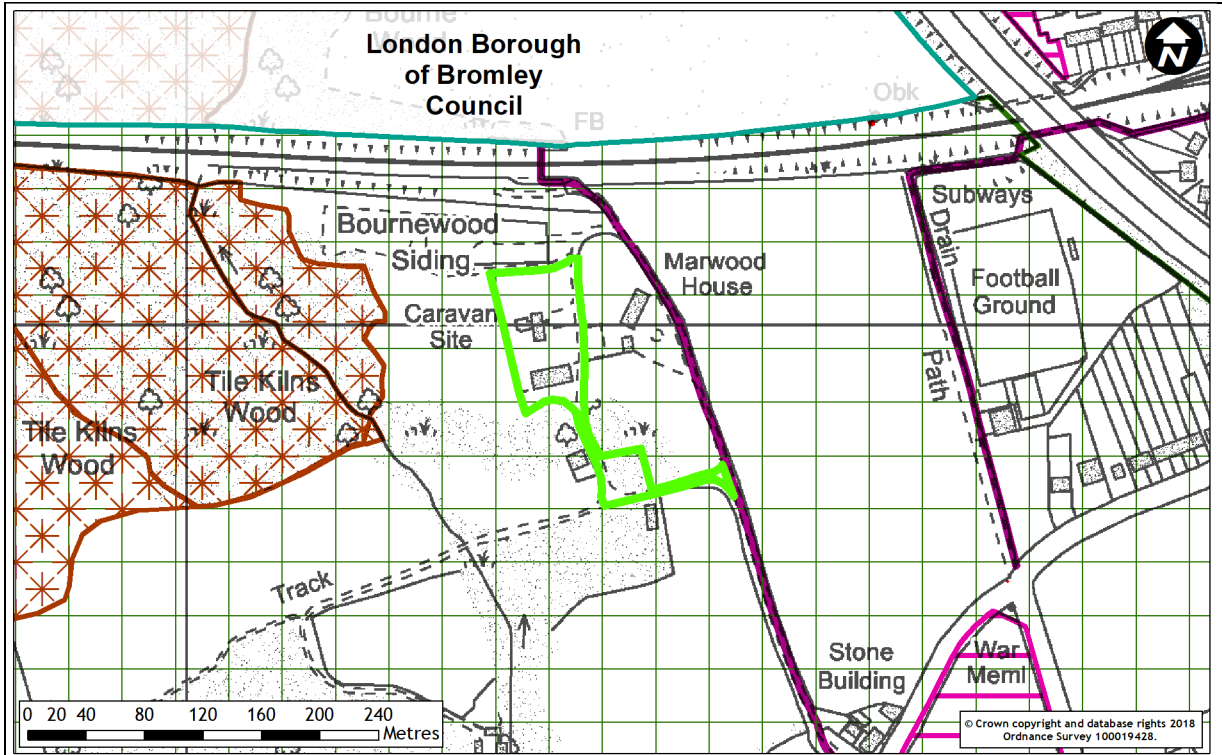 Bourne
Wood
London Borough
of Bromley
Council
N
Obk
FB
Bournewood
Siding
Subways
Drain
Marwood
House
Football
Ground
Caravan
Site
Path
Tile Kilns
Wood
Tile Kilns
Wood
Track
Stone
Building
War
Meml
0 20 40 80 120 160 200 240
Metres
© Crown copyright and database rights 2018
Ordnance Survey 100019428.